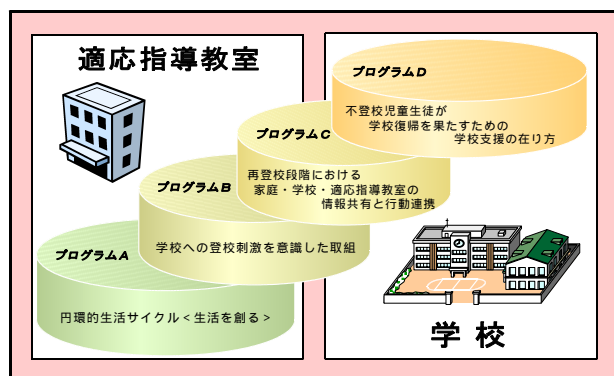 適応指導教室
プログラムD
不登校児童生徒が
学校復帰を果たすための
学校支援の在り方
プログラムC
再登校段階における
家庭・学校・適応指導教室の
情報共有と行動連携
プログラムB
学校への登校刺激を意識した取組
プログラムA
円環的生活サイクル＜生活を創る＞
学校